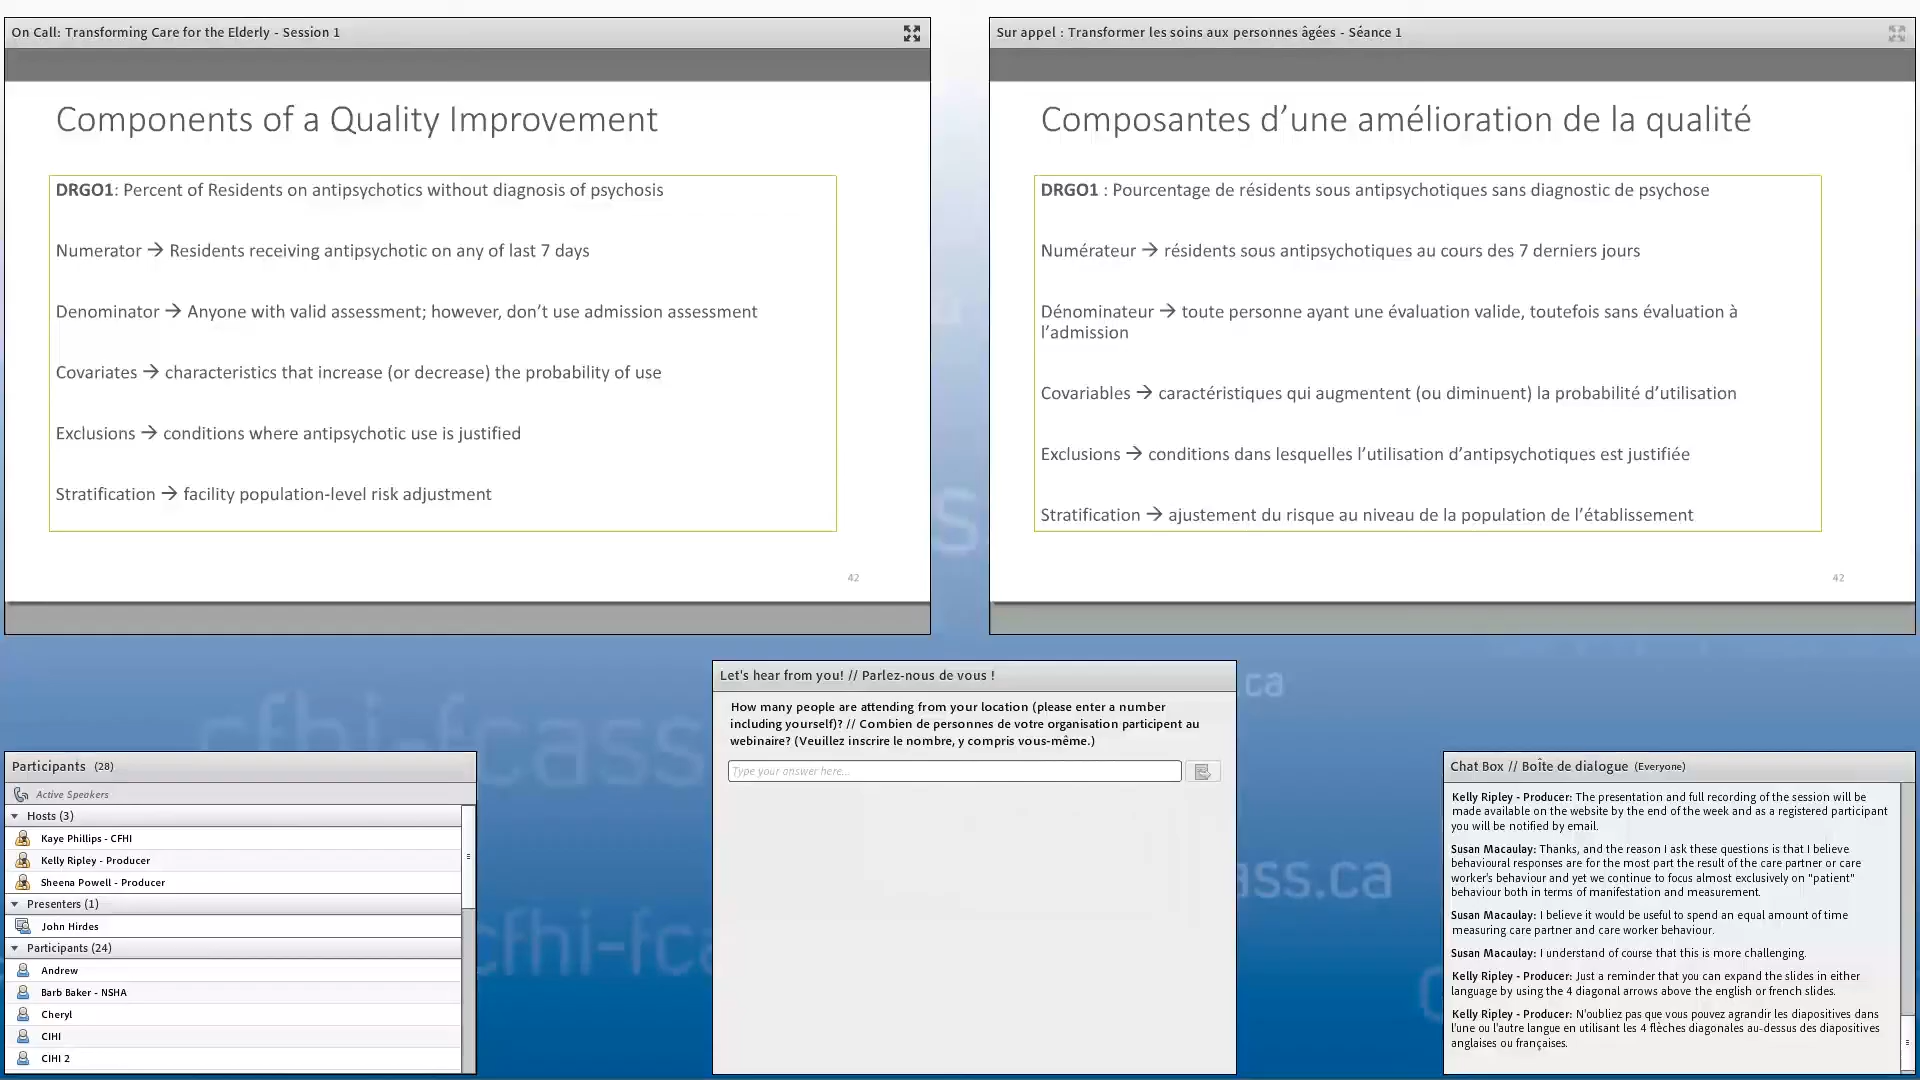 On Call: Transforming Care for the Elderly - Session 1
Components of a Quality Improvement
DRGO1: Percent of Residents on antipsychotics without diagnosis of psychosis
Numerator → Residents receiving antipsychotic on any of last 7 days
Denominator → Anyone with valid assessment; however, don’t use admission assessment
Covariates → characteristics that increase (or decrease) the probability of use
Exclusions → conditions where antipsychotic use is justified
Stratification → facility population-level risk adjustment
42
Sur appel : Transformer les soins aux personnes âgées - Séance 1
Composantes d’une amélioration de la qualité
DRGO1 : Pourcentage de résidents sous antipsychotiques sans diagnostic de psychose
Numérateur → résidents sous antipsychotiques au cours des 7 derniers jours
Dénominateur → toute personne ayant une évaluation valide, toutefois sans évaluation à
l’admission
Covariables → caractéristiques qui augmentent (ou diminuent) la probabilité d’utilisation
Exclusions → conditions dans lesquelles l’utilisation d’antipsychotiques est justifiée
Stratification → ajustement du risque au niveau de la population de l’établissement
42
Let's hear from you! // Parlez-nous de vous !
How many people are attending from your location (please enter a number
including yourself)? // Combien de personnes de votre organisation participent au
webinaire? (Veuillez inscrire le nombre, y compris vous-même.)
Type your answer here...
Participants (28)
Active Speakers
Hosts (3)
Kaye Phillips - CFHI
Kelly Ripley - Producer
Sheena Powell - Producer
Presenters (1)
John Hirdes
Participants (24)
Andrew
Barb Baker - NSHA
Cheryl
CIHI
CIHI 2
Chat Box // Boîte de dialogue (Everyone)
Kelly Ripley - Producer: The presentation and full recording of the session will be
made available on the website by the end of the week and as a registered participant
you will be notified by email.
Susan Macaulay: Thanks, and the reason I ask these questions is that I believe
behavioural responses are for the most part the result of the care partner or care
worker's behaviour and yet we continue to focus almost exclusively on "patient"
behaviour both in terms of manifestation and measurement.
Susan Macaulay: I believe it would be useful to spend an equal amount of time
measuring care partner and care worker behaviour.
Susan Macaulay: I understand of course that this is more challenging.
Kelly Ripley - Producer: Just a reminder that you can expand the slides in either
language by using the 4 diagonal arrows above the english or french slides.
Kelly Ripley - Producer: N'oubliez pas que vous pouvez agrandir les diapositives dans
l'une ou l'autre langue en utilisant les 4 flèches diagonales au-dessus des diapositives
anglaises ou françaises.
cfhi-fcass
.ca
ass.ca
cfhi-fca